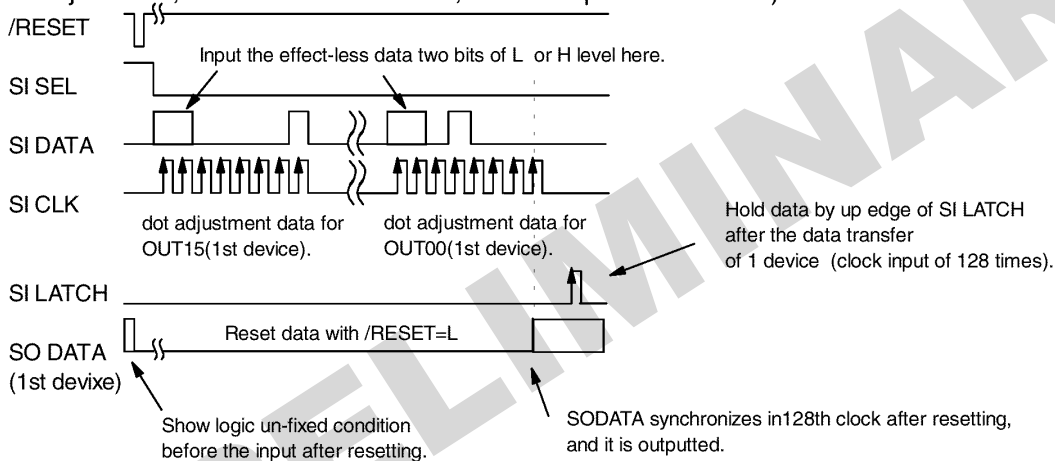 /RESET
Input the effect-less data two bits of L or H level here.
SI SEL
SI DATA
SI CLK
dot adjustment data for
OUT15(1st device).
dot adjustment data for
OUT00(1st device).
Hold data by up edge of SI LATCH
after the data transfer
of 1 device (clock input of 128 times).
SI LATCH
Reset data with /RESET=L
SO DATA
(1st devixe)
Show logic un-fixed condition
before the input after resetting.
SODATA synchronizes in128th clock after resetting,
and it is outputted.